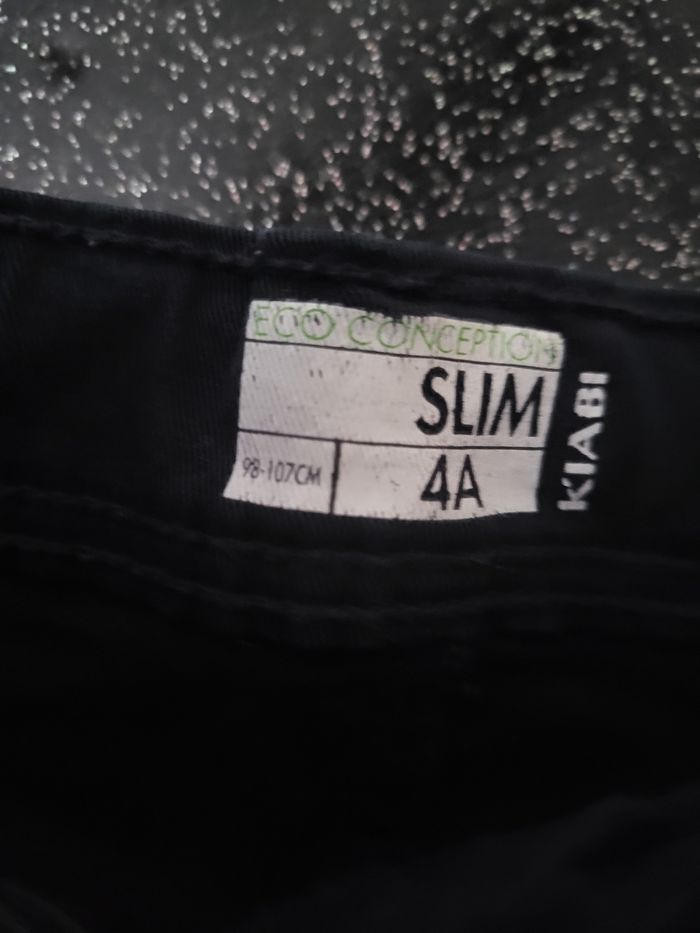 ECO CONCEPTION
SLIM
98-107CM
4A
KIABI